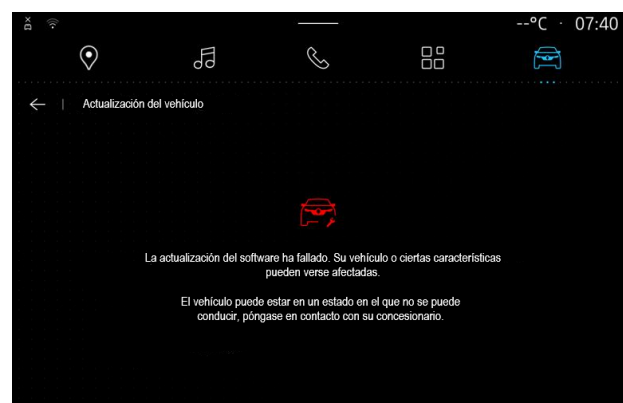 --°C · 07:40
Actualización del vehículo
La actualización del software ha fallado. Su vehículo o ciertas características
pueden verse afectadas.
El vehículo puede estar en un estado en el que no se puede
conducir, póngase en contacto con su concesionario.